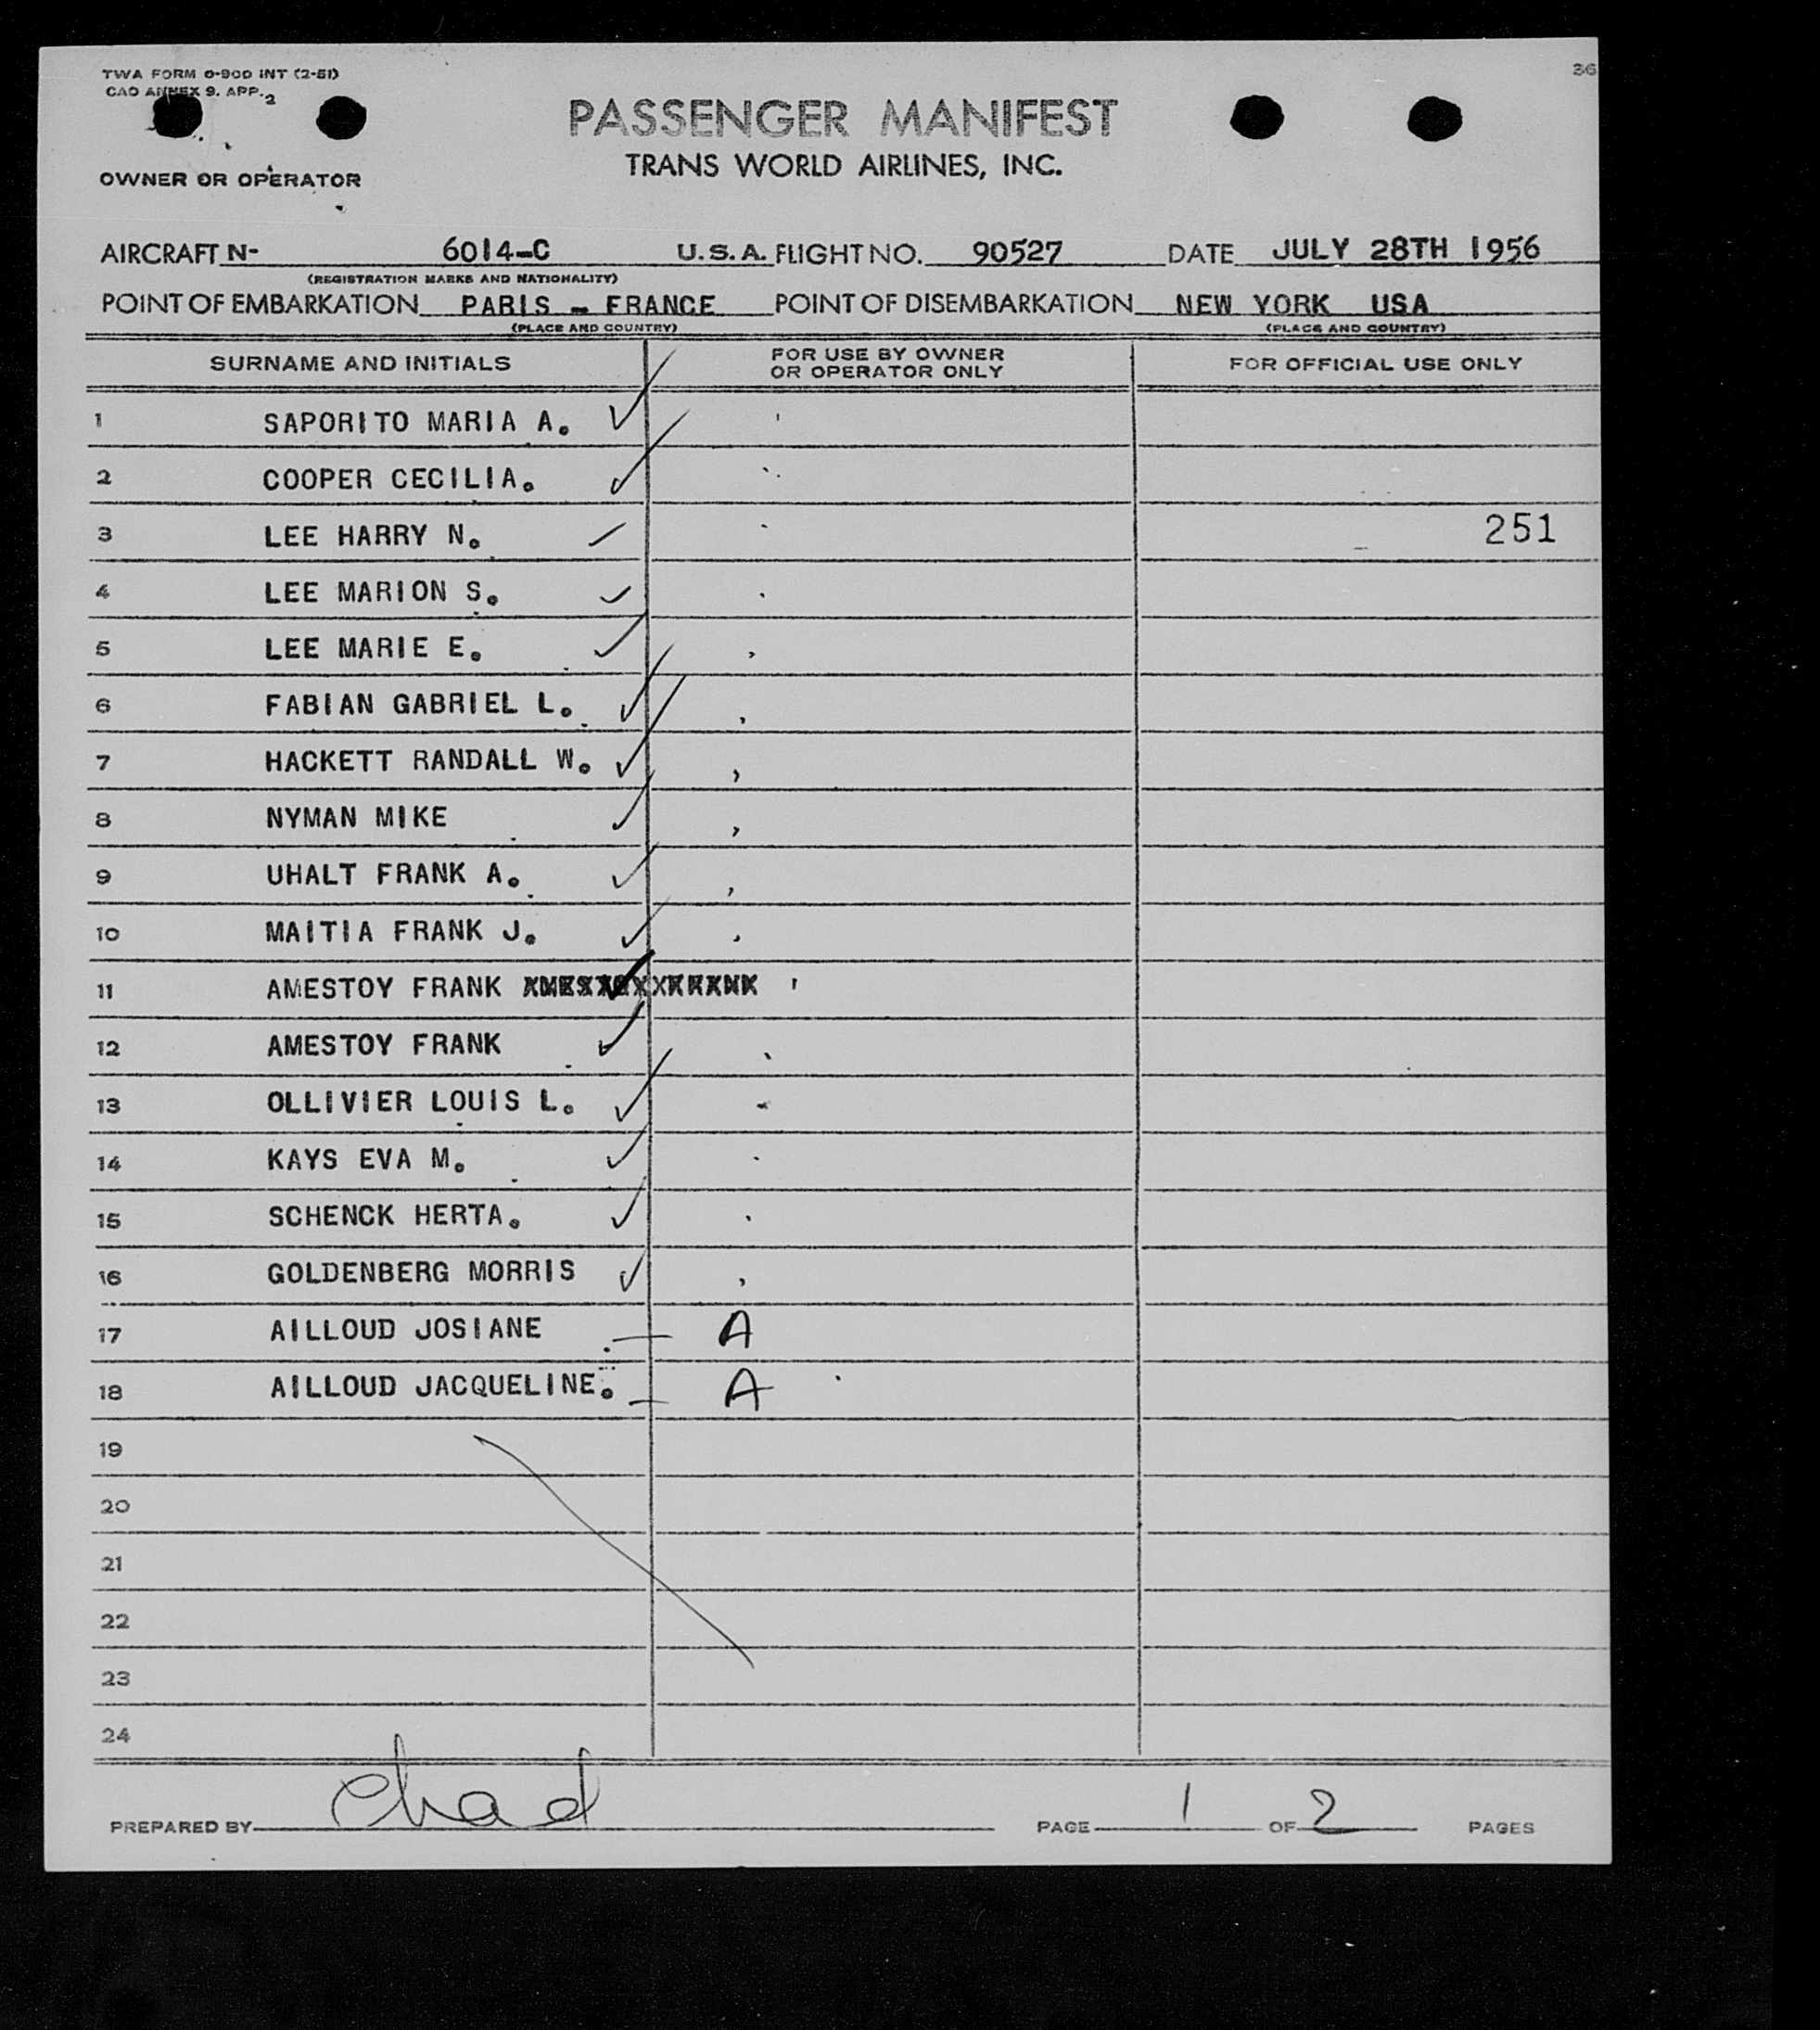 36
TWA FORM 0-900 INT (2-51)
CAO ANNEX 9. APP. 2
PASSENGER MANIFEST
TRANS WORLD AIRLINES, INC.
OWNER OR OPERATOR
AIRCRAFT N- 6014-C U.S.A. FLIGHT NO. 90527 DATE JULY 28TH 1956
(REGISTRATION MARKS AND NATIONALITY)
POINT OF EMBARKATION PARIS - FRANCE POINT OF DISEMBARKATION NEW YORK USA
(PLACE AND COUNTRY) (PLACE AND COUNTRY)
SURNAME AND INITIALS FOR USE BY OWNER OR OPERATOR ONLY FOR OFFICIAL USE ONLY
1 SAPORITO MARIA A.
2 COOPER CECILIA.
3 LEE HARRY N. 251
4 LEE MARION S.
5 LEE MARIE E.
6 FABIAN GABRIEL L.
7 HACKETT RANDALL W.
8 NYMAN MIKE
9 UHALT FRANK A.
10 MAITIA FRANK J.
11 AMESTOY FRANK
12 AMESTOY FRANK
13 OLLIVIER LOUIS L.
14 KAYS EVA M.
15 SCHENCK HERTA.
16 GOLDENBERG MORRIS
17 AILLOUD JOSIANE A
18 AILLOUD JACQUELINE. A
19
20
21
22
23
24
PREPARED BY Chad PAGE 1 OF 2 PAGES